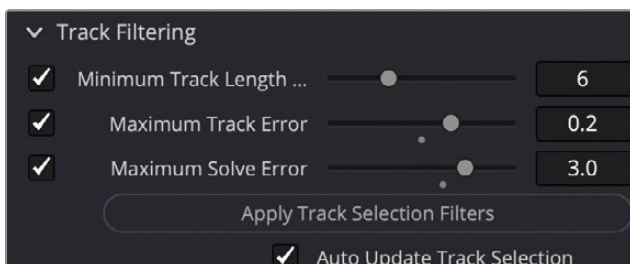 Track Filtering
Minimum Track Length ... 6
Maximum Track Error 0.2
Maximum Solve Error 3.0
Apply Track Selection Filters
Auto Update Track Selection